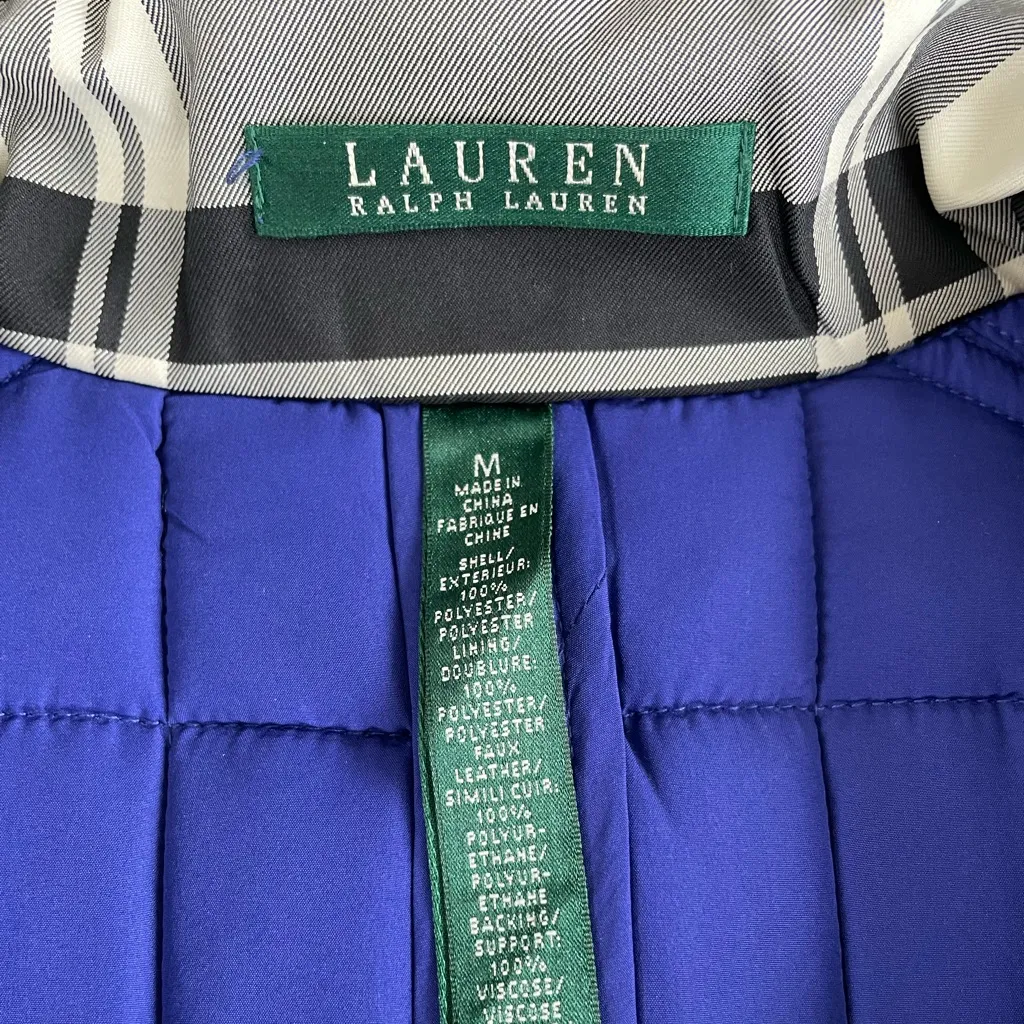 LAUREN
RALPH LAUREN
M
MADE IN
CHINA
FABRIQUE EN
CHINE
SHELL/
EXTERIEUR:
100%
POLYESTER/
POLYESTER
LINING/
DOUBLURE:
100%
POLYESTER/
POLYESTER
FAUX
LEATHER/
SIMILI CUIR:
100%
POLYUR-
ETHANE/
POLYUR-
ETHANE
BACKING/
SUPPORT:
100%
VISCOSE/
VISCOSE